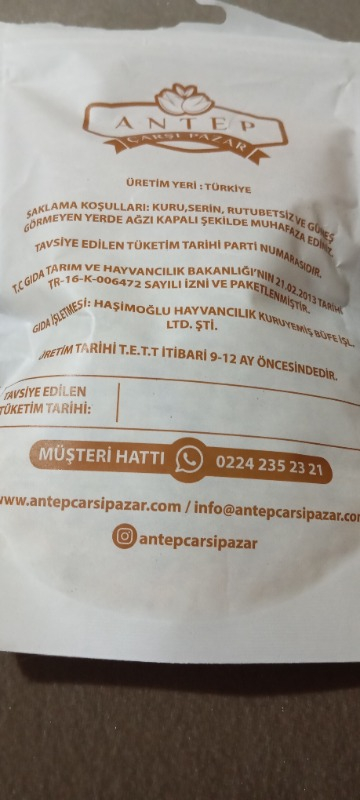 ANTEP
ÇARŞI PAZAR
ÜRETİM YERİ : TÜRKİYE
SAKLAMA KOŞULLARI: KURU,SERİN, RUTUBETSİZ VE GÜNEŞ
GÖRMEYEN YERDE AĞZI KAPALI ŞEKİLDE MUHAFAZA EDİNİZ.
TAVSİYE EDİLEN TÜKETİM TARİHİ PARTİ NUMARASIDIR.
T.C GIDA TARIM VE HAYVANCILIK BAKANLIĞI'NIN 21.02.2013 TARİHLİ
TR-16-K-006472 SAYILI İZNİ VE PAKETLENMİŞTİR.
GIDA İŞLETMESİ: HAŞİMOĞLU HAYVANCILIK KURUYEMİŞ BÜFE İŞL.
LTD. ŞTİ.
ÜRETİM TARİHİ T.E.T.T İTİBARİ 9-12 AY ÖNCESİNDEDİR.
TAVSİYE EDİLEN
TÜKETİM TARİHİ:
MÜŞTERİ HATTI 0224 235 23 21
www.antepcarsipazar.com / info@antepcarsipazar.com
antepcarsipazar